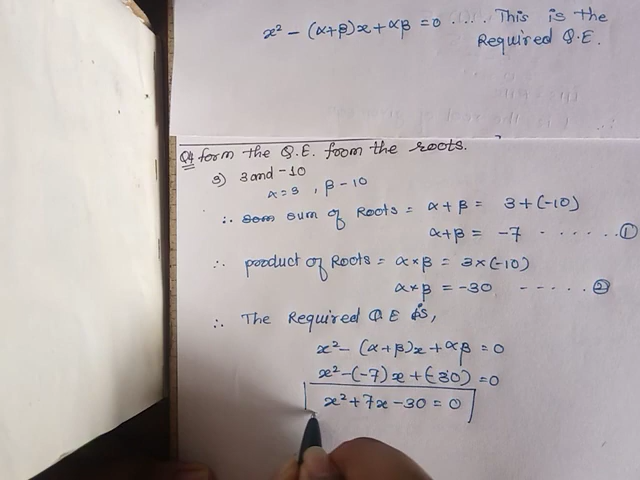 x² - (α+β)x + αβ = 0 .... This is the
Required Q.E.
Q4 form the Q.E. from the roots.
3) 3 and -10
α = 3 , β - 10
∴ sum of Roots = α + β = 3 + (-10)
α+β = -7 ...... ①
∴ product of Roots = α × β = 3 × (-10)
α × β = -30 ----- ②
∴ The Required Q E is,
x² - (α + β)x + αβ = 0
x² - (-7) x + (-30) = 0
x² + 7x - 30 = 0